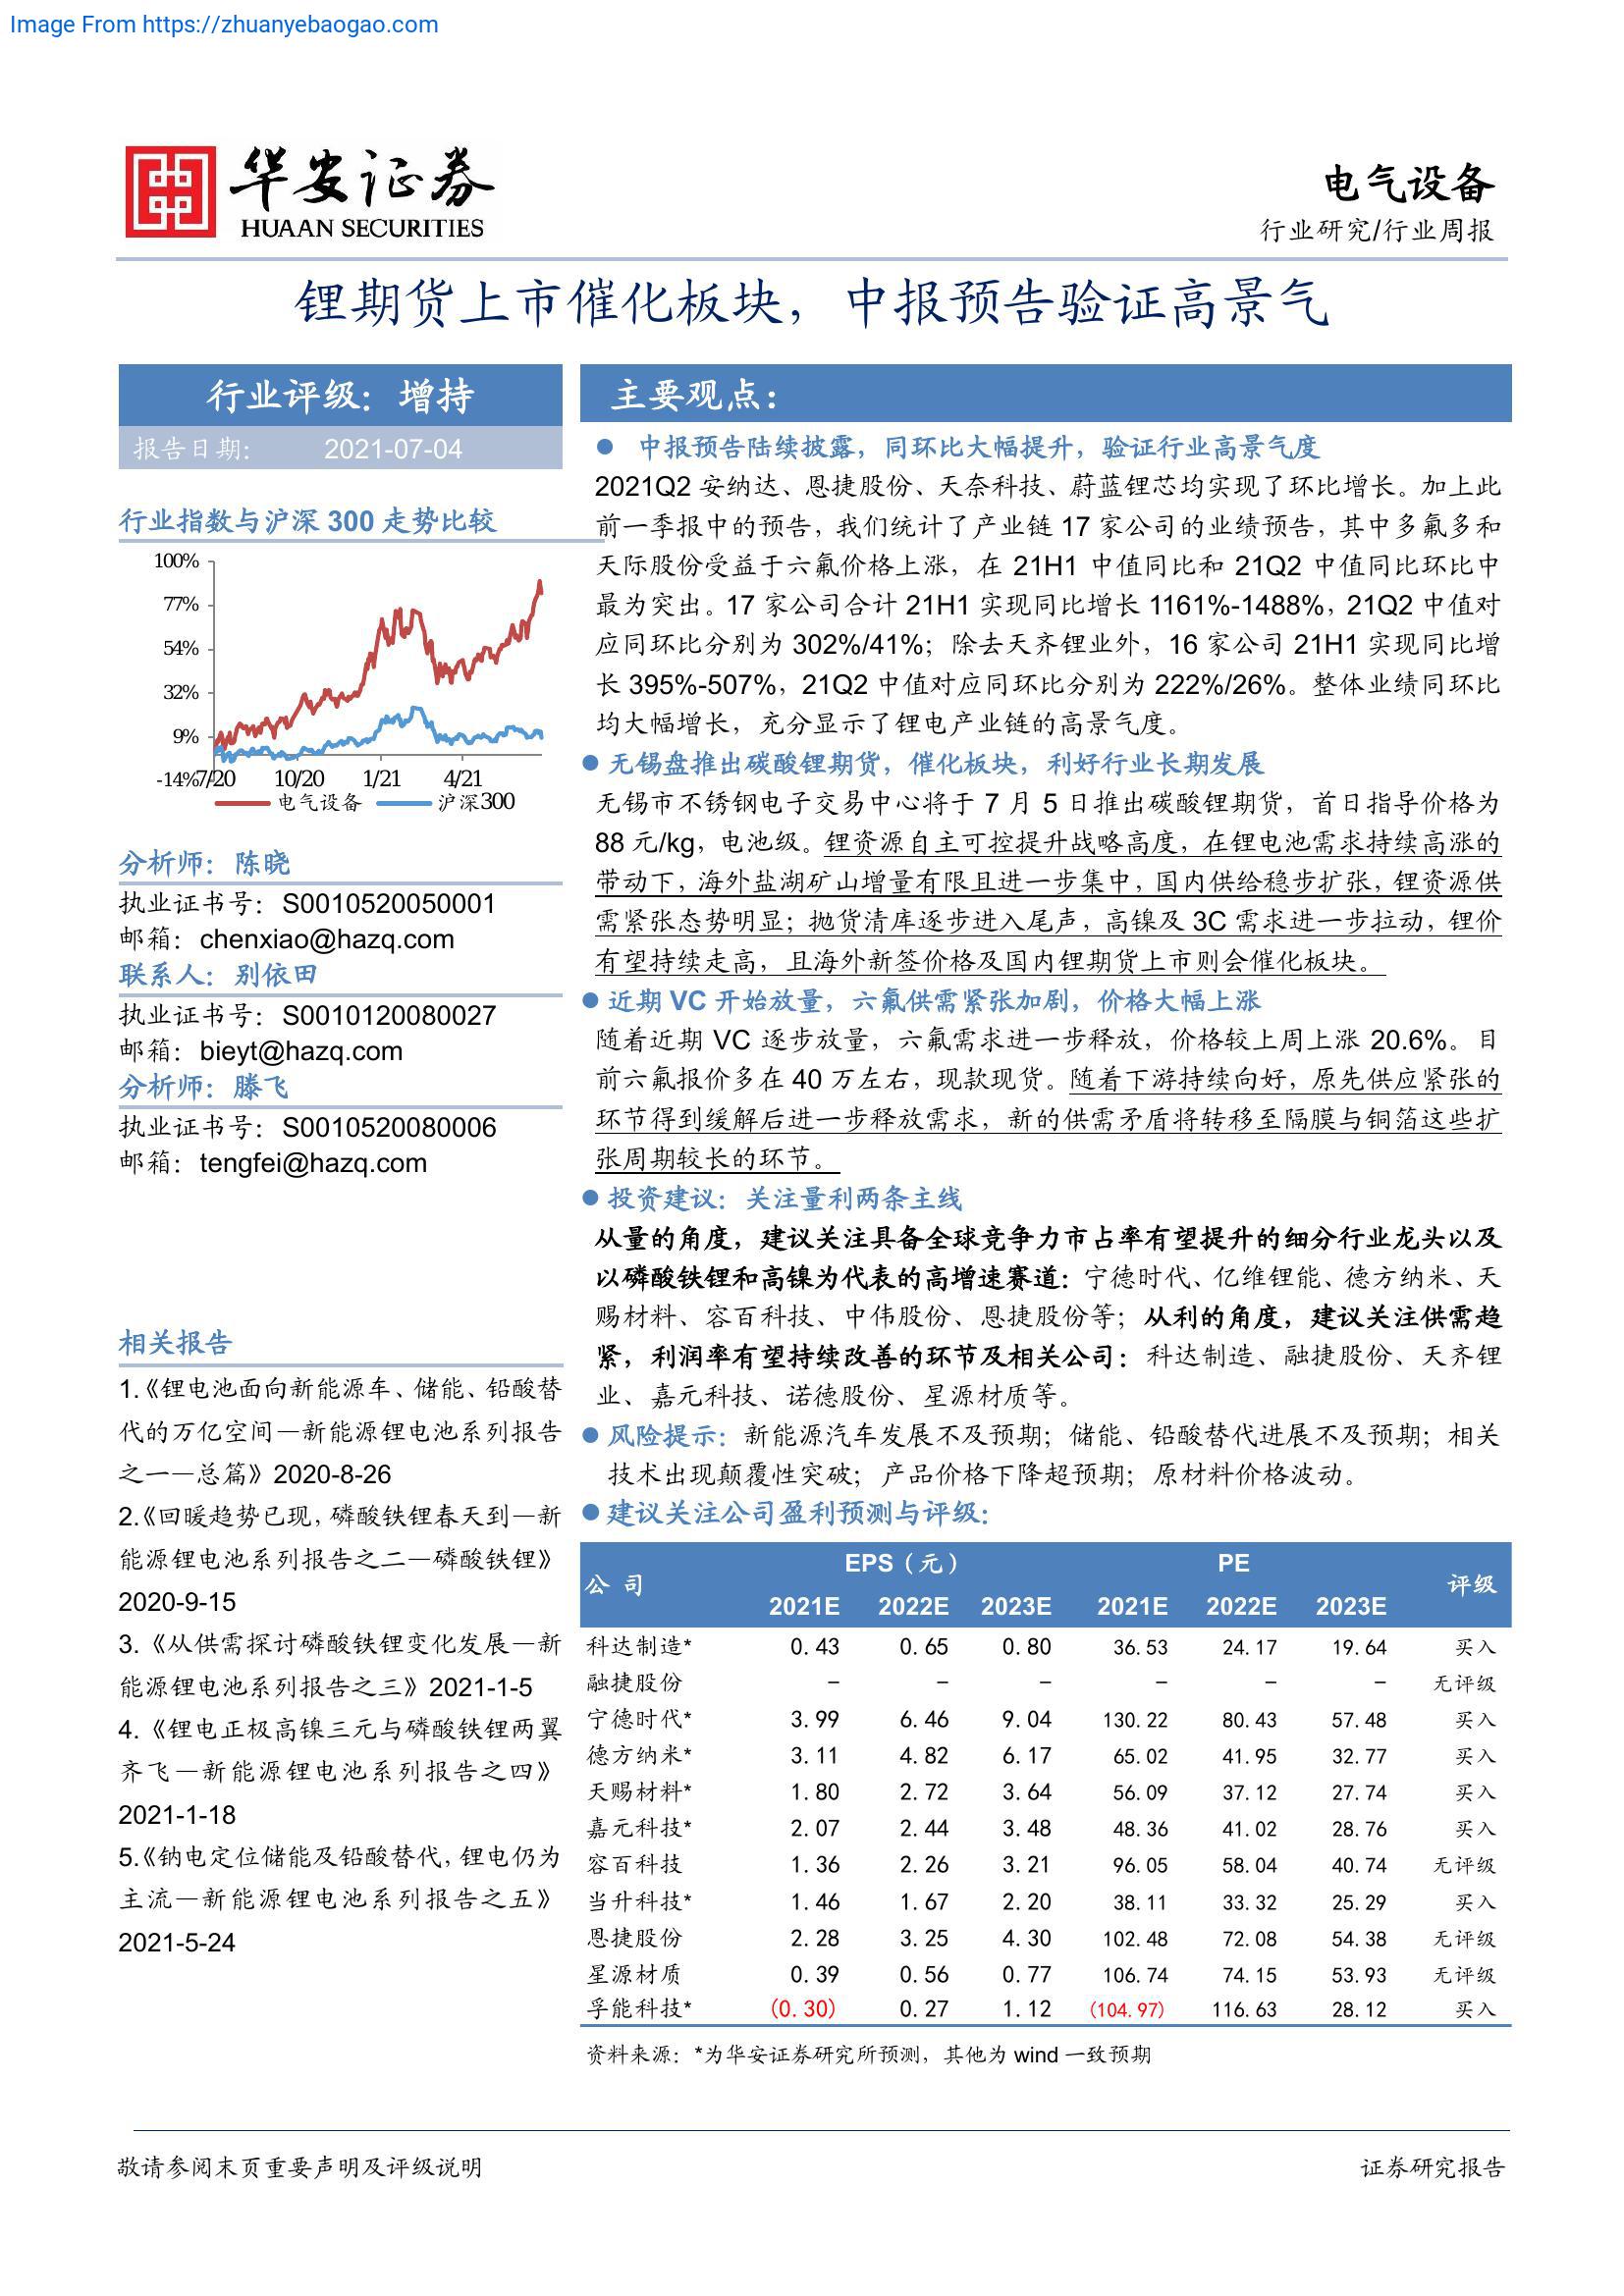 Image From https://zhuanyebaogao.com
华安证券
HUAAN SECURITIES
电气设备
行业研究/行业周报
锂期货上市催化板块，中报预告验证高景气
行业评级：增持
报告日期： 2021-07-04
行业指数与沪深 300 走势比较
100%
77%
54%
32%
9%
-14%
7/20 10/20 1/21 4/21
电气设备 沪深300
分析师：陈晓
执业证书号：S0010520050001
邮箱：chenxiao@hazq.com
联系人：别依田
执业证书号：S0010120080027
邮箱：bieyt@hazq.com
分析师：滕飞
执业证书号：S0010520080006
邮箱：tengfei@hazq.com
相关报告
1.《锂电池面向新能源车、储能、铅酸替
代的万亿空间—新能源锂电池系列报告
之一—总篇》2020-8-26
2.《回暖趋势已现，磷酸铁锂春天到—新
能源锂电池系列报告之二—磷酸铁锂》
2020-9-15
3.《从供需探讨磷酸铁锂变化发展—新
能源锂电池系列报告之三》2021-1-5
4.《锂电正极高镍三元与磷酸铁锂两翼
齐飞—新能源锂电池系列报告之四》
2021-1-18
5.《钠电定位储能及铅酸替代，锂电仍为
主流—新能源锂电池系列报告之五》
2021-5-24
主要观点：
● 中报预告陆续披露，同环比大幅提升，验证行业高景气度
2021Q2 安纳达、恩捷股份、天奈科技、蔚蓝锂芯均实现了环比增长。加上此
前一季报中的预告，我们统计了产业链 17 家公司的业绩预告，其中多氟多和
天际股份受益于六氟价格上涨，在 21H1 中值同比和 21Q2 中值同比环比中
最为突出。17 家公司合计 21H1 实现同比增长 1161%-1488%，21Q2 中值对
应同环比分别为 302%/41%；除去天齐锂业外，16 家公司 21H1 实现同比增
长 395%-507%，21Q2 中值对应同环比分别为 222%/26%。整体业绩同环比
均大幅增长，充分显示了锂电产业链的高景气度。
● 无锡盘推出碳酸锂期货，催化板块，利好行业长期发展
无锡市不锈钢电子交易中心将于 7 月 5 日推出碳酸锂期货，首日指导价格为
88 元/kg，电池级。锂资源自主可控提升战略高度，在锂电池需求持续高涨的
带动下，海外盐湖矿山增量有限且进一步集中，国内供给稳步扩张，锂资源供
需紧张态势明显；抛货清库逐步进入尾声，高镍及 3C 需求进一步拉动，锂价
有望持续走高，且海外新签价格及国内锂期货上市则会催化板块。
● 近期 VC 开始放量，六氟供需紧张加剧，价格大幅上涨
随着近期 VC 逐步放量，六氟需求进一步释放，价格较上周上涨 20.6%。目
前六氟报价多在 40 万左右，现款现货。随着下游持续向好，原先供应紧张的
环节得到缓解后进一步释放需求，新的供需矛盾将转移至隔膜与铜箔这些扩
张周期较长的环节。
● 投资建议：关注量利两条主线
从量的角度，建议关注具备全球竞争力市占率有望提升的细分行业龙头以及
以磷酸铁锂和高镍为代表的高增速赛道：宁德时代、亿维锂能、德方纳米、天
赐材料、容百科技、中伟股份、恩捷股份等；从利的角度，建议关注供需趋
紧，利润率有望持续改善的环节及相关公司：科达制造、融捷股份、天齐锂
业、嘉元科技、诺德股份、星源材质等。
● 风险提示：新能源汽车发展不及预期；储能、铅酸替代进展不及预期；相关
技术出现颠覆性突破；产品价格下降超预期；原材料价格波动。
● 建议关注公司盈利预测与评级：
公 司 EPS（元） PE 评级
2021E 2022E 2023E 2021E 2022E 2023E
科达制造* 0.43 0.65 0.80 36.53 24.17 19.64 买入
融捷股份 – – – – – – 无评级
宁德时代* 3.99 6.46 9.04 130.22 80.43 57.48 买入
德方纳米* 3.11 4.82 6.17 65.02 41.95 32.77 买入
天赐材料* 1.80 2.72 3.64 56.09 37.12 27.74 买入
嘉元科技* 2.07 2.44 3.48 48.36 41.02 28.76 买入
容百科技 1.36 2.26 3.21 96.05 58.04 40.74 无评级
当升科技* 1.46 1.67 2.20 38.11 33.32 25.29 买入
恩捷股份 2.28 3.25 4.30 102.48 72.08 54.38 无评级
星源材质 0.39 0.56 0.77 106.74 74.15 53.93 无评级
孚能科技* (0.30) 0.27 1.12 (104.97) 116.63 28.12 买入
资料来源：*为华安证券研究所预测，其他为 wind 一致预期
敬请参阅末页重要声明及评级说明
证券研究报告